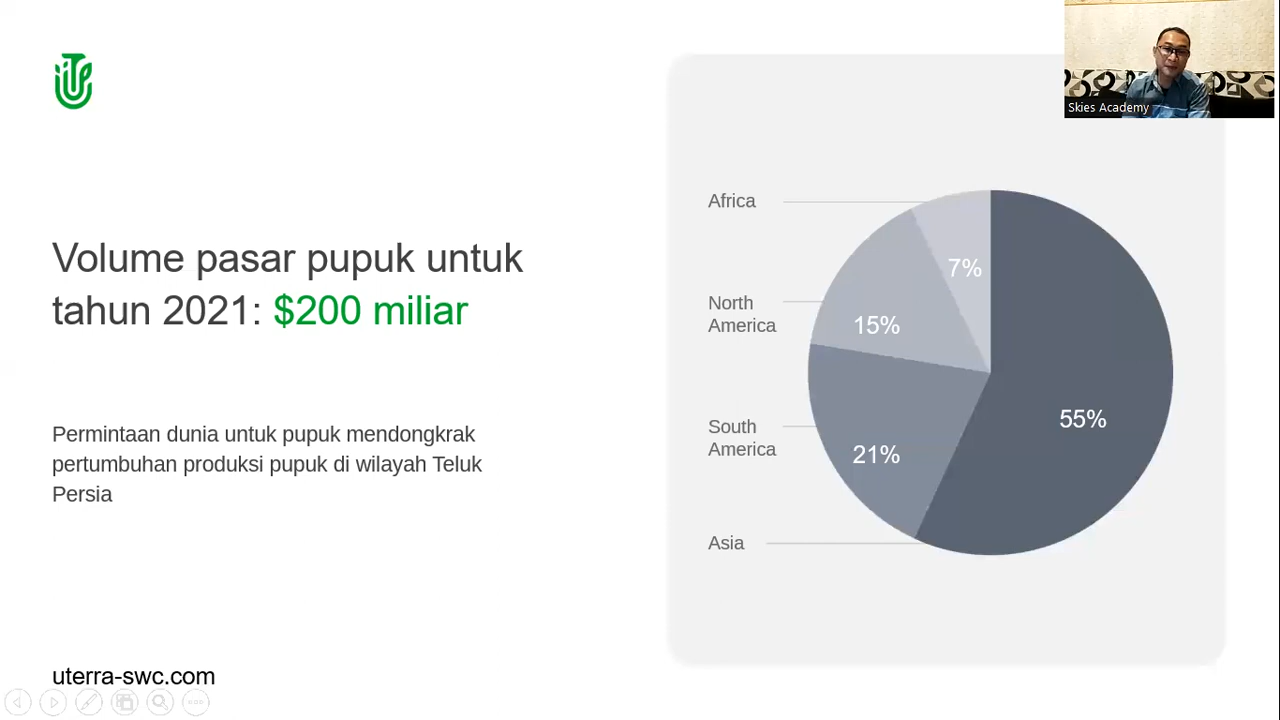 Skies Academy
Volume pasar pupuk untuk
tahun 2021: $200 miliar
Permintaan dunia untuk pupuk mendongkrak
pertumbuhan produksi pupuk di wilayah Teluk
Persia
uterra-swc.com
Africa
7%
North
America
15%
South
America
21%
55%
Asia